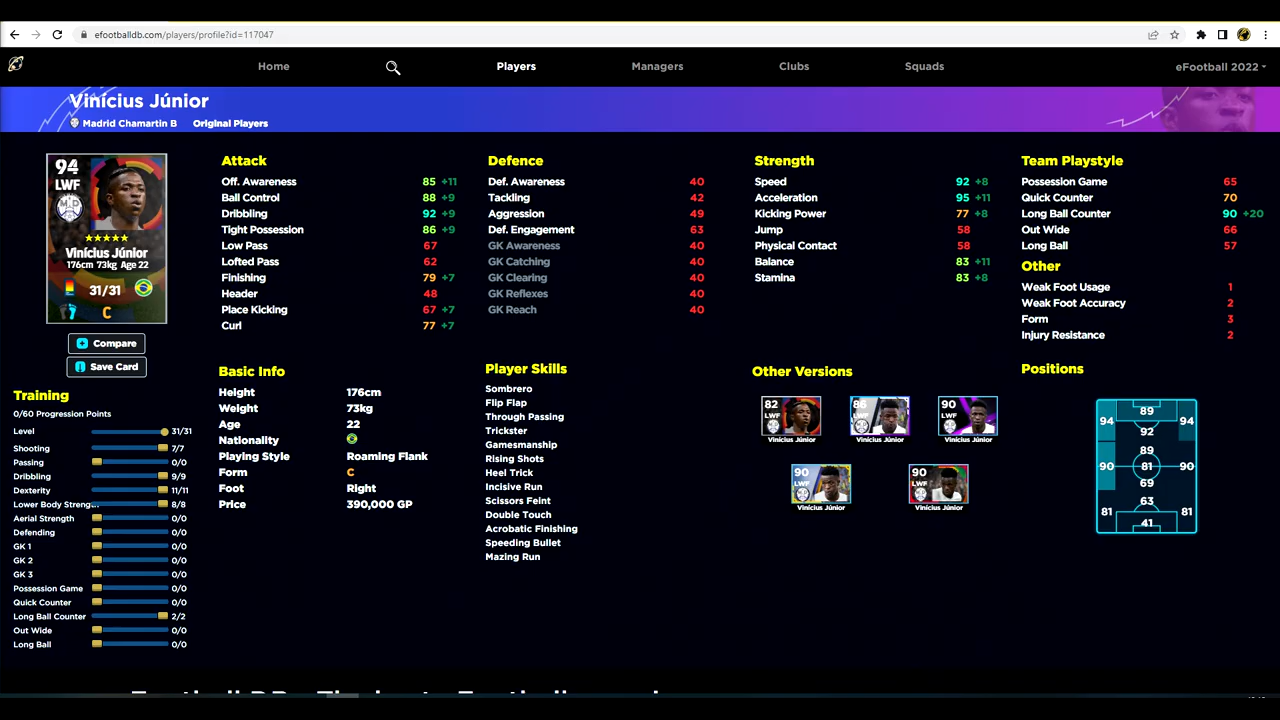 efootballdb.com/players/profile?id=117047
Home Players Managers Clubs Squads eFootball 2022
Vinícius Júnior
Madrid Chamartin B Original Players
94
LWF
Vinícius Júnior
176cm 73kg Age 22
31/31
C
Compare
Save Card
Training
0/60 Progression Points
Level 31/31
Shooting 7/7
Passing 0/0
Dribbling 9/9
Dexterity 11/11
Lower Body Strength 8/8
Aerial Strength 0/0
Defending 0/0
GK 1 0/0
GK 2 0/0
GK 3 0/0
Possession Game 0/0
Quick Counter 0/0
Long Ball Counter 2/2
Out Wide 0/0
Long Ball 0/0
Attack
Off. Awareness 85 +11
Ball Control 88 +9
Dribbling 92 +9
Tight Possession 86 +9
Low Pass 67
Lofted Pass 62
Finishing 79 +7
Header 48
Place Kicking 67 +7
Curl 77 +7
Defence
Def. Awareness 40
Tackling 42
Aggression 49
Def. Engagement 63
GK Awareness 40
GK Catching 40
GK Clearing 40
GK Reflexes 40
GK Reach 40
Strength
Speed 92 +8
Acceleration 95 +11
Kicking Power 77 +8
Jump 58
Physical Contact 58
Balance 83 +11
Stamina 83 +8
Team Playstyle
Possession Game 65
Quick Counter 70
Long Ball Counter 90 +20
Out Wide 66
Long Ball 57
Other
Weak Foot Usage 1
Weak Foot Accuracy 2
Form 3
Injury Resistance 2
Basic Info
Height 176cm
Weight 73kg
Age 22
Nationality
Playing Style Roaming Flank
Form C
Foot Right
Price 390,000 GP
Player Skills
Sombrero
Flip Flap
Through Passing
Trickster
Gamesmanship
Rising Shots
Heel Trick
Incisive Run
Scissors Feint
Double Touch
Acrobatic Finishing
Speeding Bullet
Mazing Run
Other Versions
82 LWF Vinícius Júnior
86 LWF Vinícius Júnior
90 LWF Vinícius Júnior
90 LWF Vinícius Júnior
90 LWF Vinícius Júnior
Positions
89
94 94
92
89
90 81 90
69
63
81 81
41